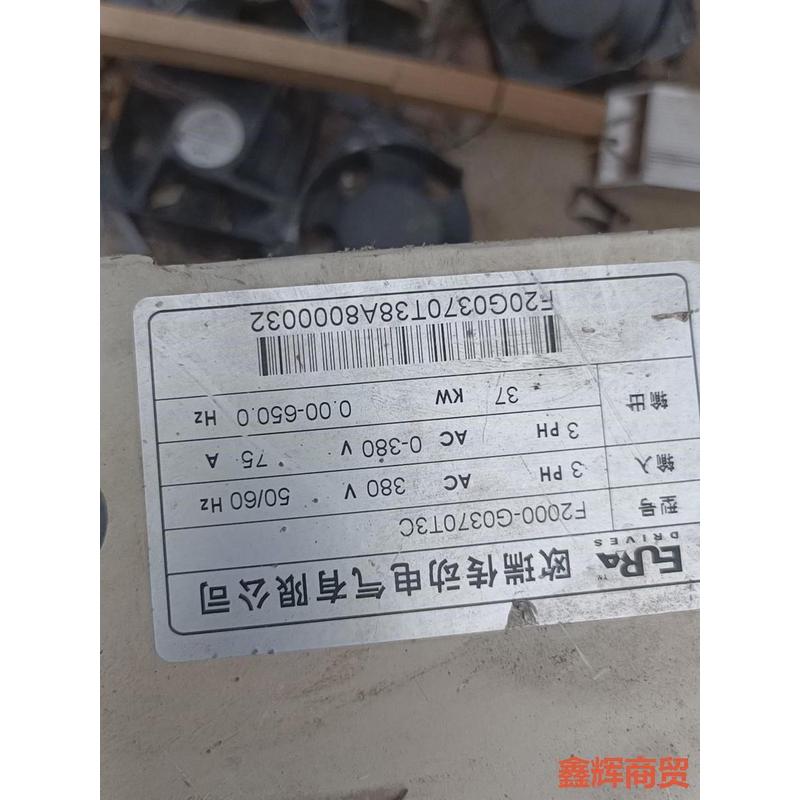 EURA DRIVES ™ 欧瑞传动电气有限公司
型号 F2000-G0370T3C
输入 3 PH AC 380 V 50/60 Hz
输出 3 PH AC 0-380 V 75 A
37 KW 0.00-650.0 Hz
F20G0370T38A8000032
鑫辉商贸